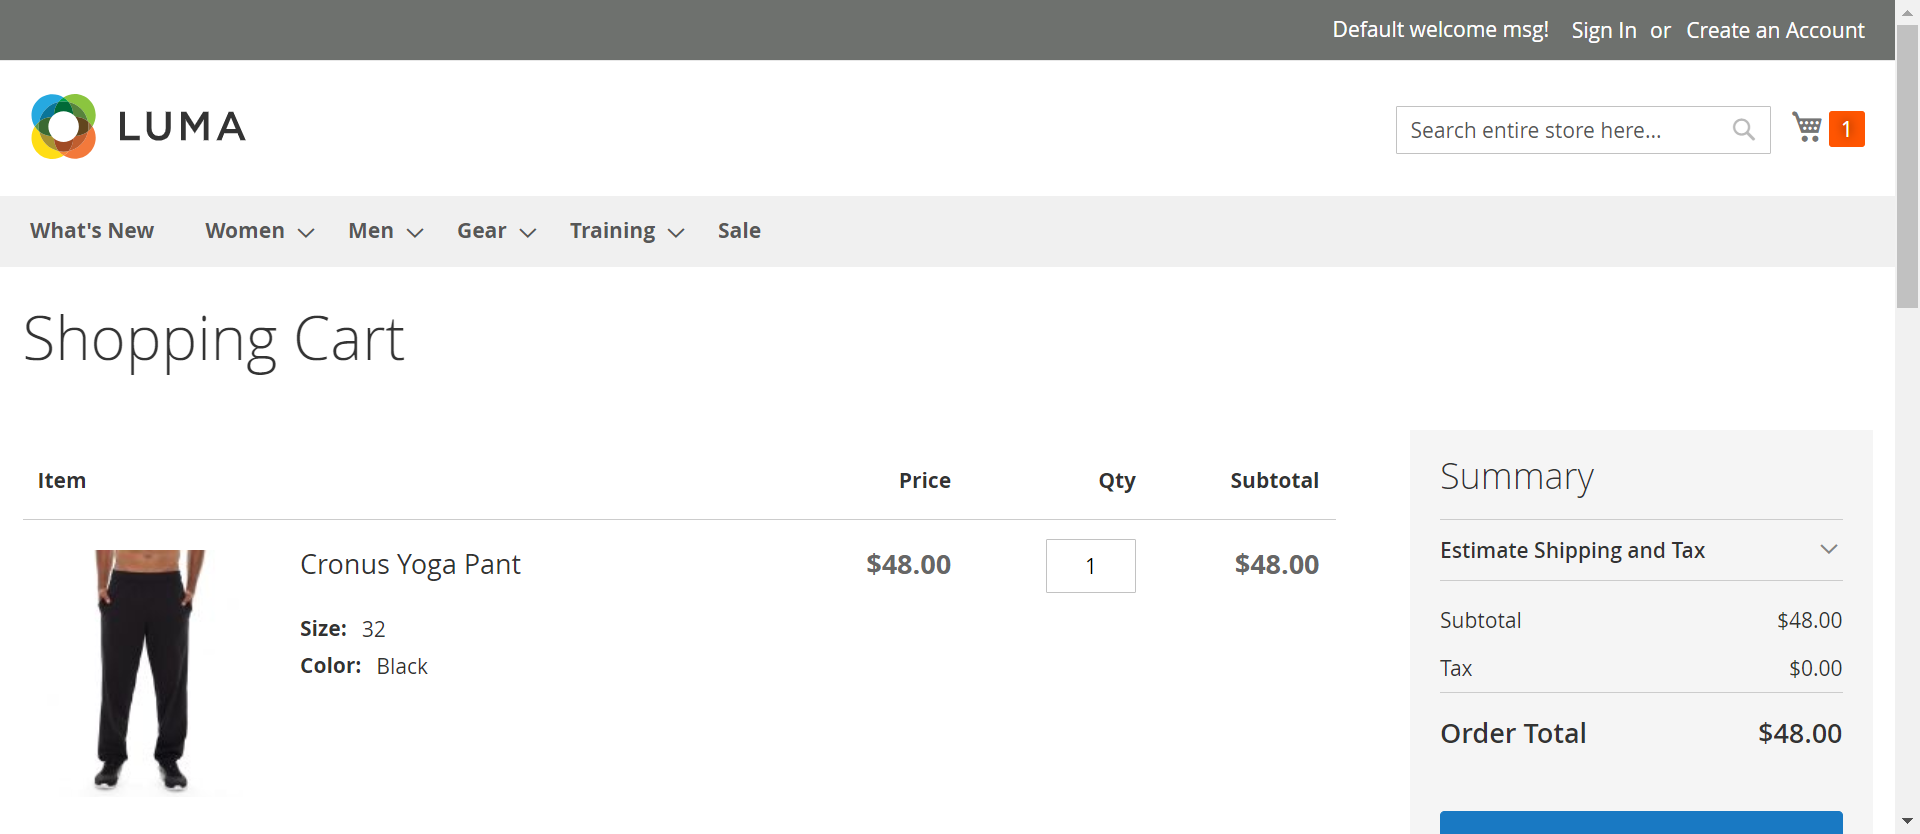 Default welcome msg! Sign In or Create an Account
LUMA
Search entire store here...
1
What's New Women Men Gear Training Sale
Shopping Cart
Item Price Qty Subtotal
Cronus Yoga Pant $48.00 1 $48.00
Size: 32
Color: Black
Summary
Estimate Shipping and Tax
Subtotal $48.00
Tax $0.00
Order Total $48.00